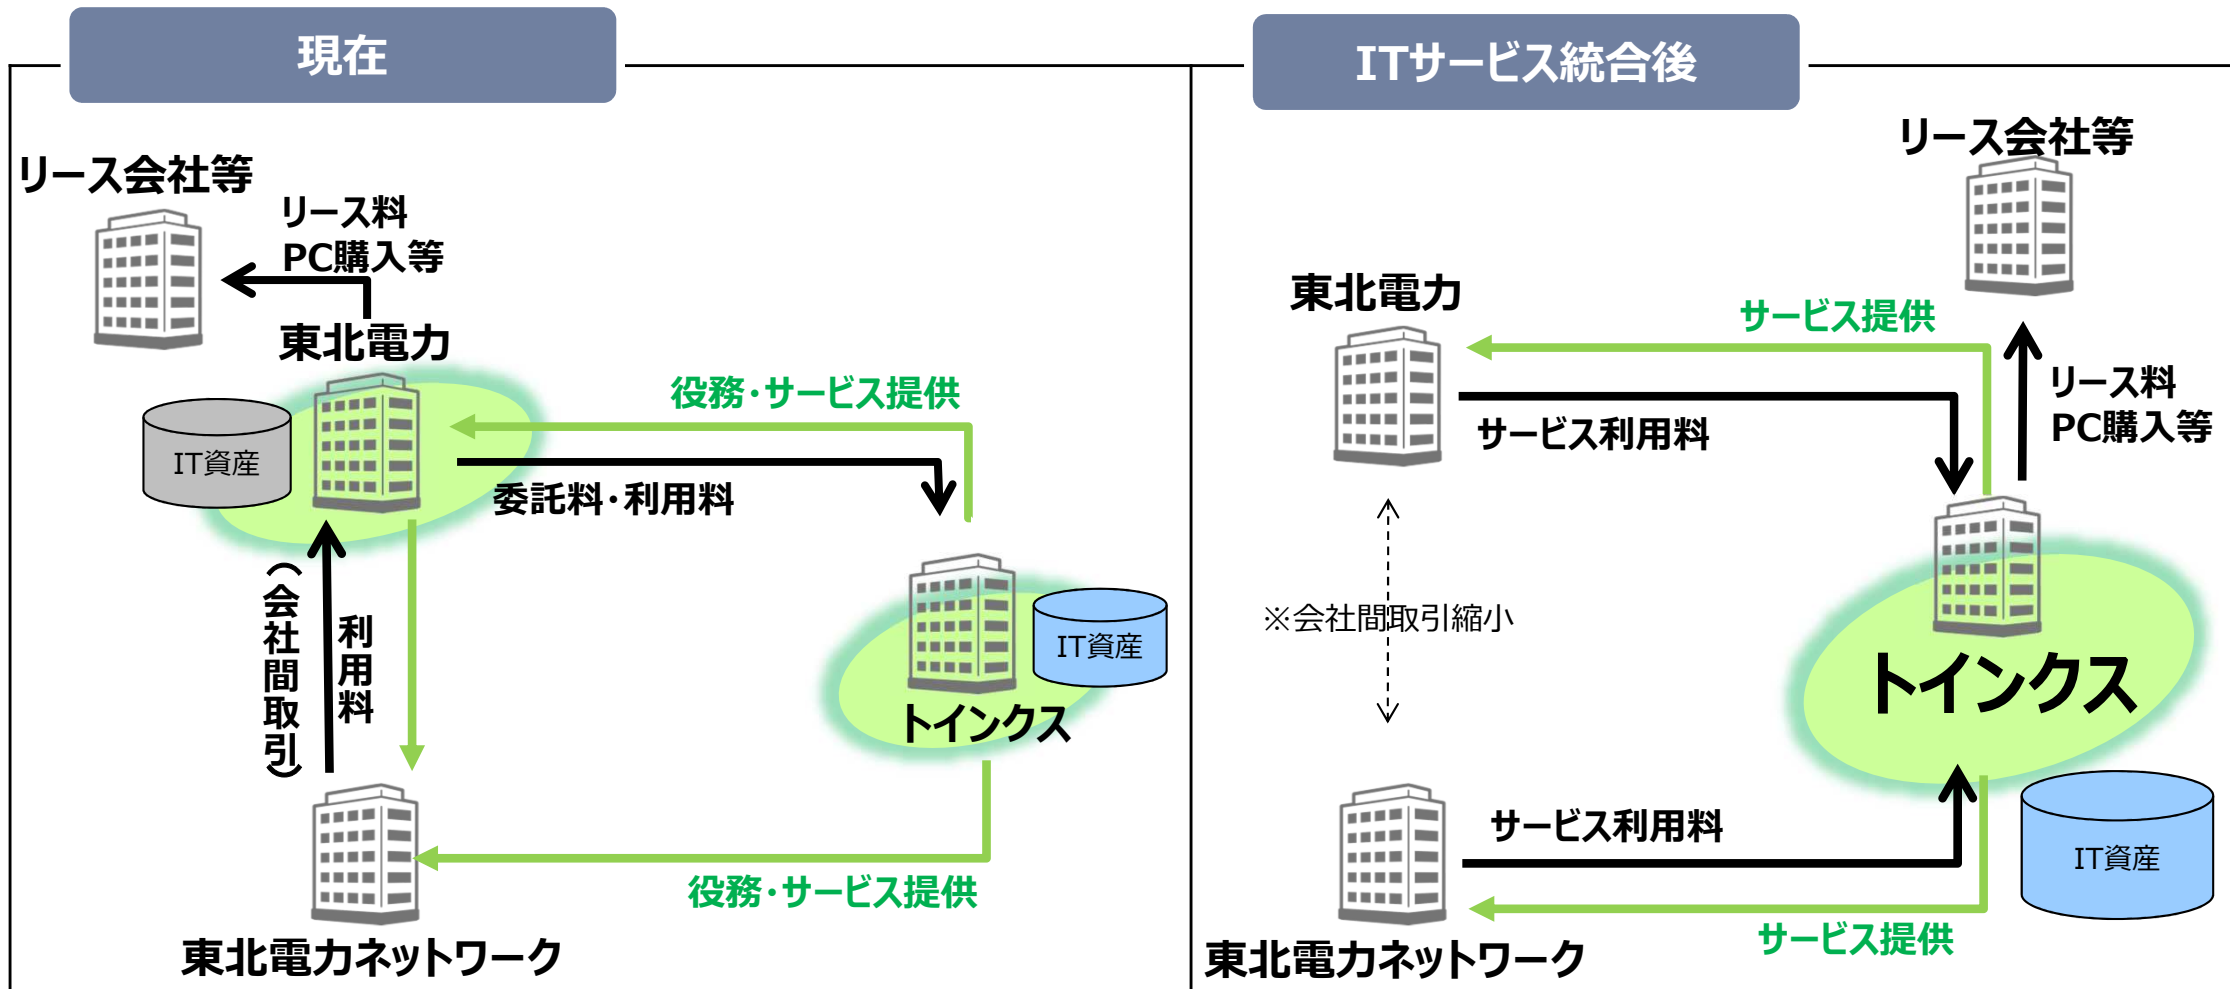 現在
リース会社等
リース料
PC購入等
東北電力
IT資産
役務・サービス提供
委託料・利用料
（会社間取引）
利用料
IT資産
トインクス
役務・サービス提供
東北電力ネットワーク
ITサービス統合後
リース会社等
東北電力
サービス提供
リース料
PC購入等
サービス利用料
※会社間取引縮小
トインクス
サービス利用料
IT資産
サービス提供
東北電力ネットワーク